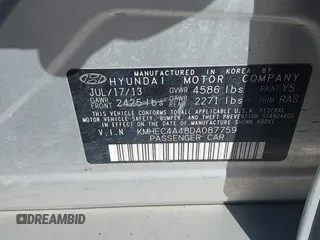 MANUFACTURED IN KOREA BY
HYUNDAI MOTOR COMPANY
JUL/17/13 GVWR 4586 lbs PAINT Y5
GAWR FRONT 2425 lbs GAWR REAR 2271 lbs TRIM RAS
THIS VEHICLE CONFORMS TO ALL APPLICABLE U.S. FEDERAL MOTOR VEHICLE SAFETY, BUMPER, AND THEFT PREVENTION STANDARDS IN EFFECT ON THE DATE OF MANUFACTURE SHOWN ABOVE.
V.I.N KMHEC4A48DA087759
PASSENGER CAR
DREAMBID